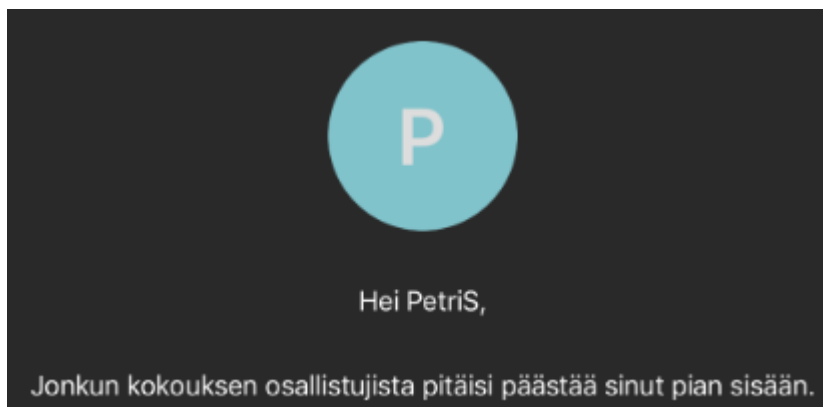 P
Hei PetriS,
Jonkun kokouksen osallistujista pitäisi päästää sinut pian sisään.